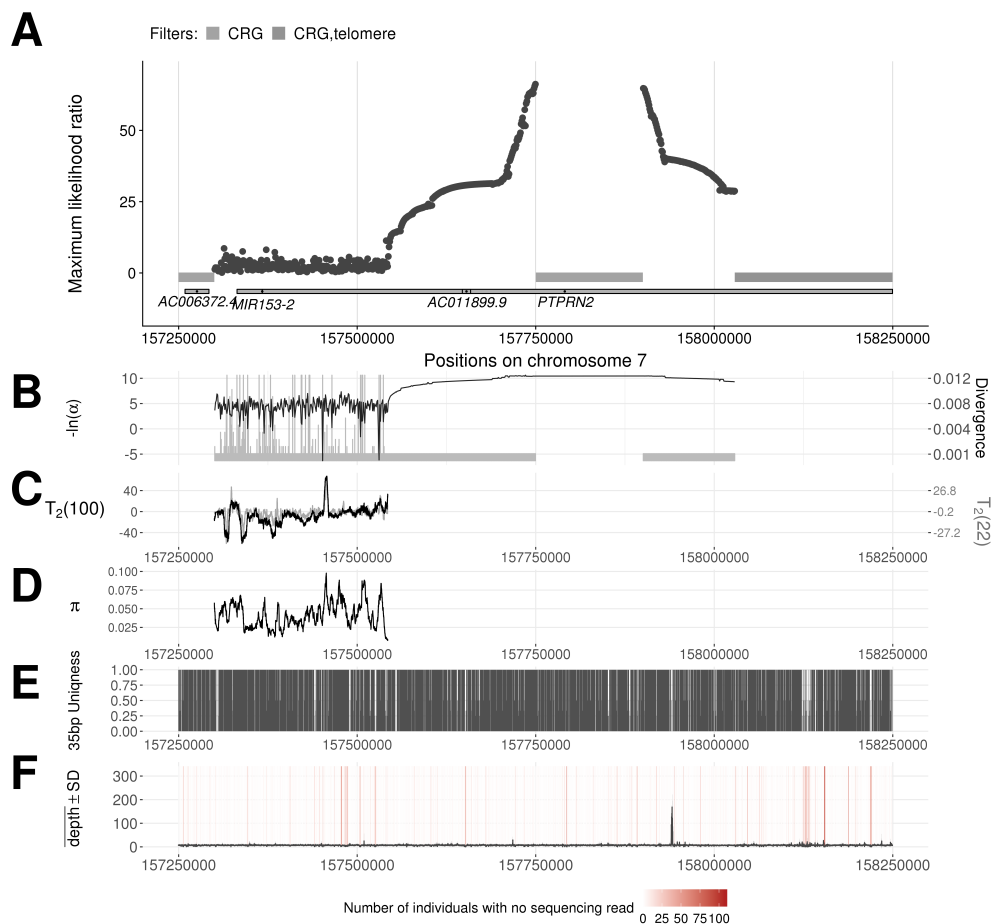 A
Filters: CRG CRG,telomere
Maximum likelihood ratio
50
25
0
AC006372.4 MIR153-2 AC011899.9 PTPRN2
157250000 157500000 157750000 158000000 158250000
Positions on chromosome 7
B
-ln(α)
10
5
0
-5
0.012
0.008
0.004
0.001
Divergence
C
T2(100)
40
0
-40
26.8
-0.2
-27.2
T2(22)
157250000 157500000 157750000 158000000 158250000
D
π
0.100
0.075
0.050
0.025
157250000 157500000 157750000 158000000 158250000
E
35bp Uniqness
1.00
0.75
0.50
0.25
0.00
157250000 157500000 157750000 158000000 158250000
F
depth ± SD
300
200
100
0
157250000 157500000 157750000 158000000 158250000
Number of individuals with no sequencing read
0 25 50 75 100